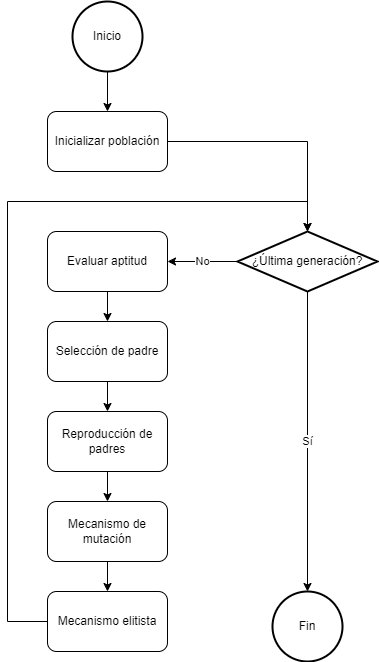 Inicio
Inicializar población
¿Última generación?
No
Evaluar aptitud
Selección de padre
Reproducción de
padres
Mecanismo de
mutación
Mecanismo elitista
Sí
Fin